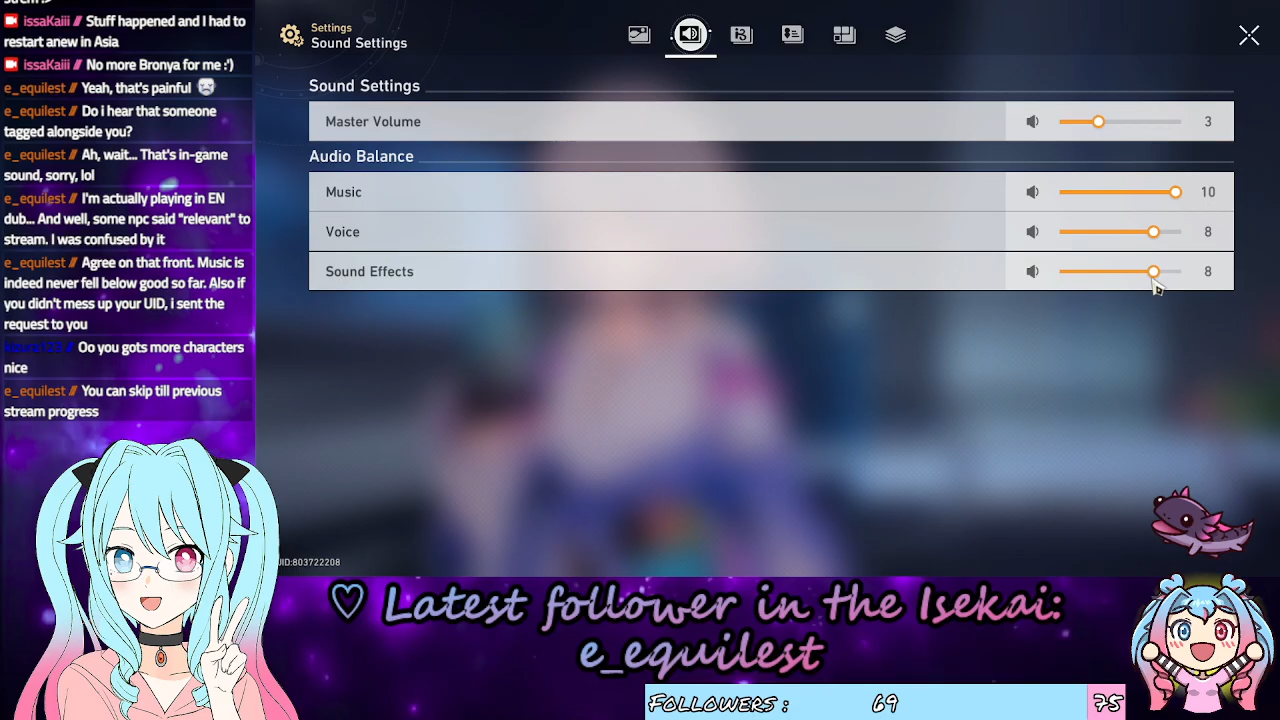 issaKaiii // Stuff happened and I had to
restart anew in Asia
issaKaiii // No more Bronya for me :')
e_equilest // Yeah, that's painful
e_equilest // Do i hear that someone
tagged alongside you?
e_equilest // Ah, wait... That's in-game
sound, sorry, lol
e_equilest // I'm actually playing in EN
dub... And well, some npc said "relevant" to
stream. I was confused by it
e_equilest // Agree on that front. Music is
indeed never fell below good so far. Also if
you didn't mess up your UID, i sent the
request to you
// Oo you gots more characters
nice
e_equilest // You can skip till previous
stream progress
Settings
Sound Settings
Sound Settings
Master Volume 3
Audio Balance
Music 10
Voice 8
Sound Effects 8
UID:803722208
♡ Latest follower in the Isekai:
e_equilest
Followers : 69 75